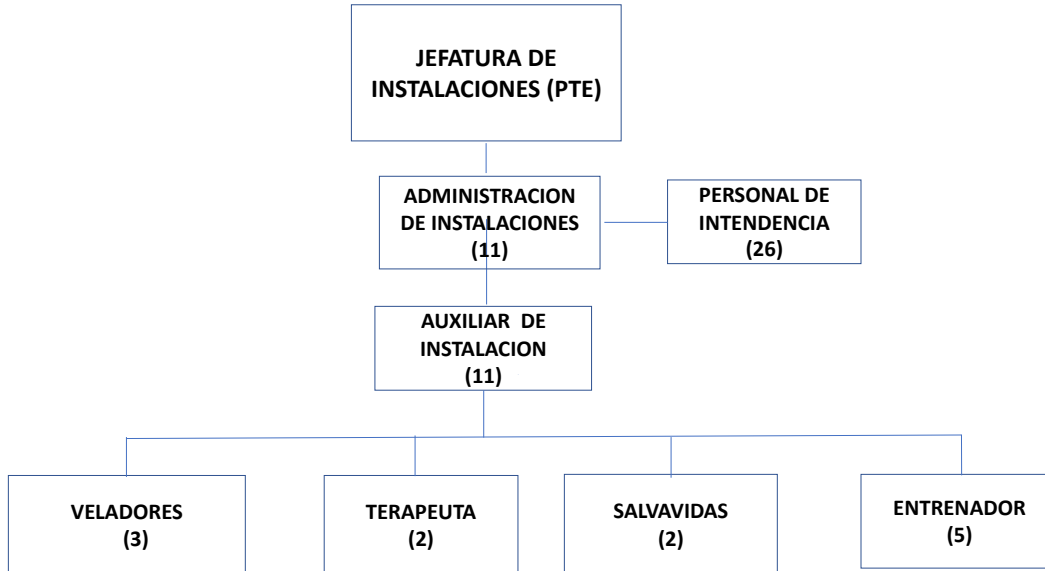 JEFATURA DE
INSTALACIONES (PTE)
ADMINISTRACION
DE INSTALACIONES
(11)
PERSONAL DE
INTENDENCIA
(26)
AUXILIAR  DE
INSTALACION
(11)
VELADORES
(3)
TERAPEUTA
(2)
SALVAVIDAS
(2)
ENTRENADOR
(5)